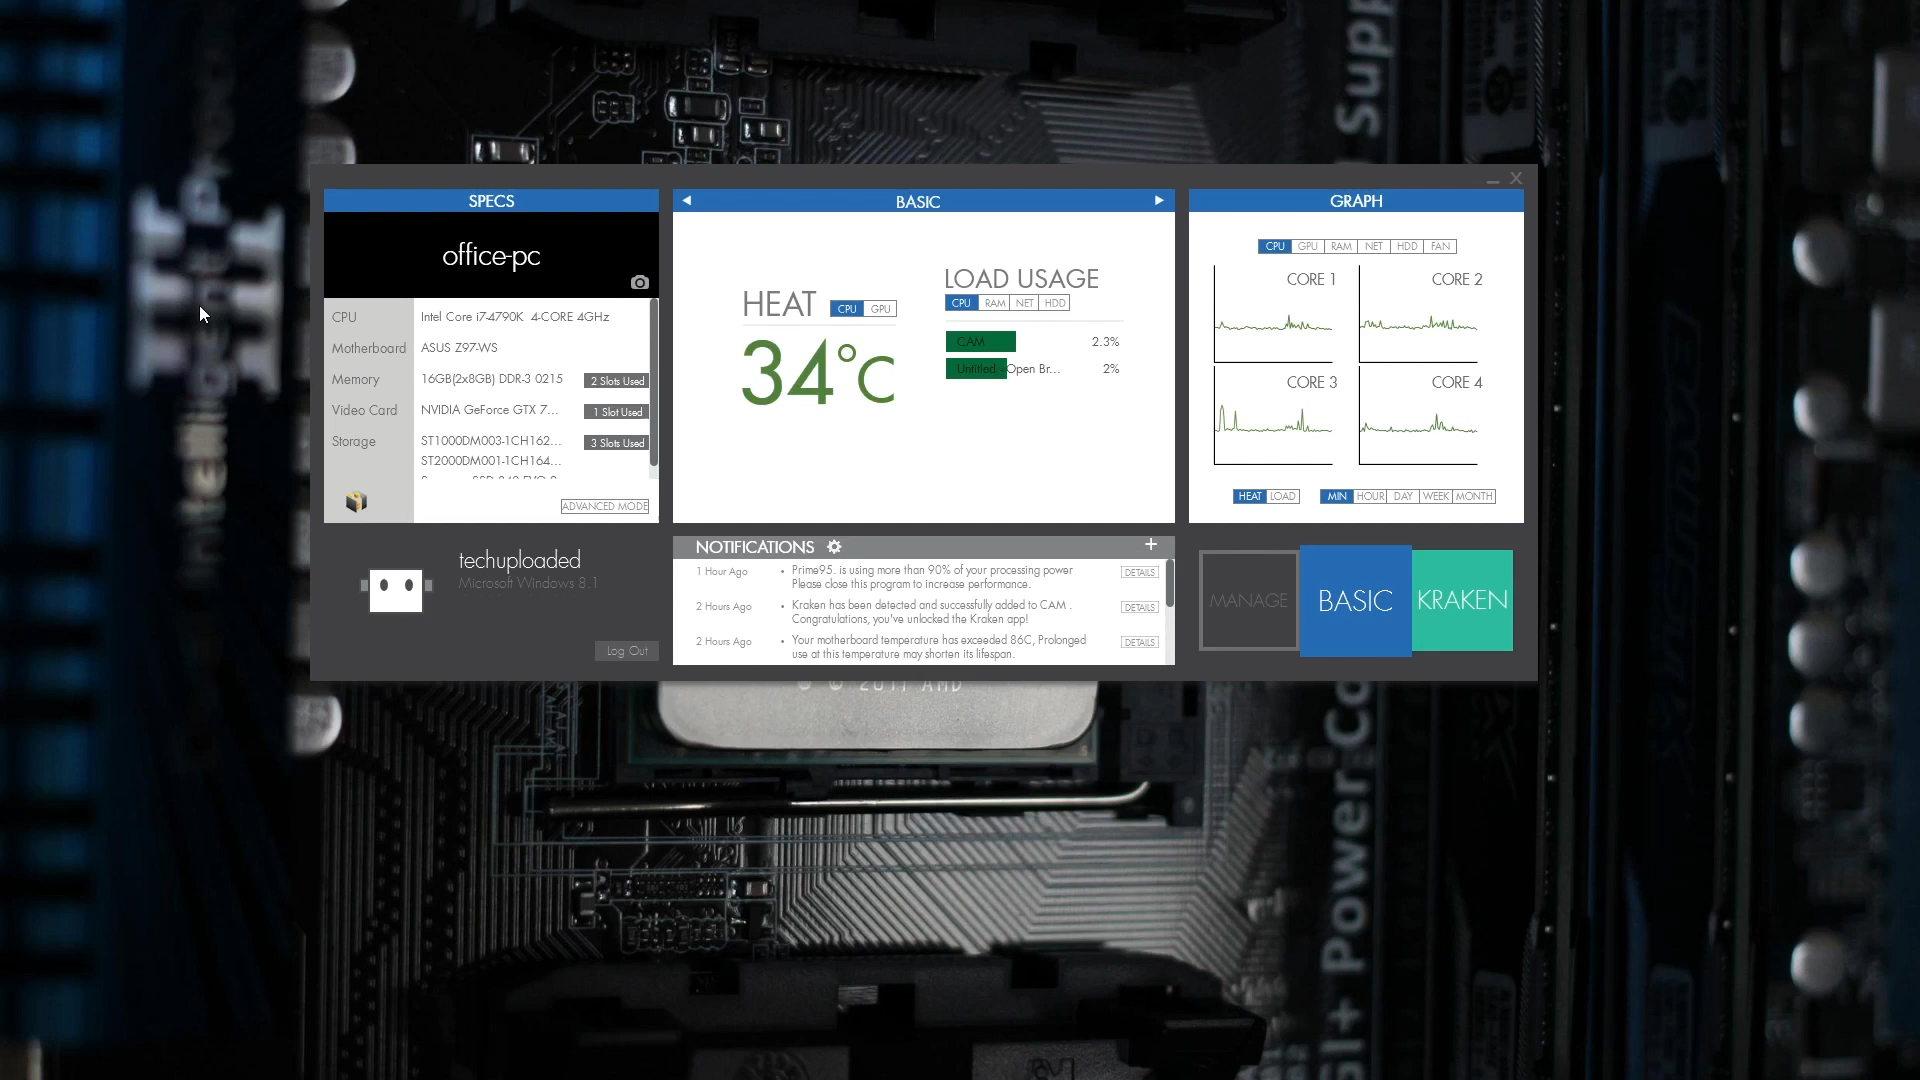 SPECS
office-pc
CPU Intel Core i7-4790K 4-CORE 4GHz
Motherboard ASUS Z97-WS
Memory 16GB(2x8GB) DDR-3 0215 2 Slots Used
Video Card NVIDIA GeForce GTX 7... 1 Slot Used
Storage ST1000DM003-1CH162... 3 Slots Used
ST2000DM001-1CH164...
ADVANCED MODE
BASIC
HEAT CPU GPU
34°C
LOAD USAGE
CPU RAM NET HDD
CAM 2.3%
Untitled - Open Br... 2%
GRAPH
CPU GPU RAM NET HDD FAN
CORE 1 CORE 2
CORE 3 CORE 4
HEAT LOAD MIN HOUR DAY WEEK MONTH
techuploaded
Microsoft Windows 8.1
Log Out
NOTIFICATIONS +
1 Hour Ago • Prime95. is using more than 90% of your processing power DETAILS
Please close this program to increase performance.
2 Hours Ago • Kraken has been detected and successfully added to CAM . DETAILS
Congratulations, you've unlocked the Kraken app!
2 Hours Ago • Your motherboard temperature has exceeded 86C, Prolonged DETAILS
use at this temperature may shorten its lifespan.
MANAGE BASIC KRAKEN
© 2011 AMD